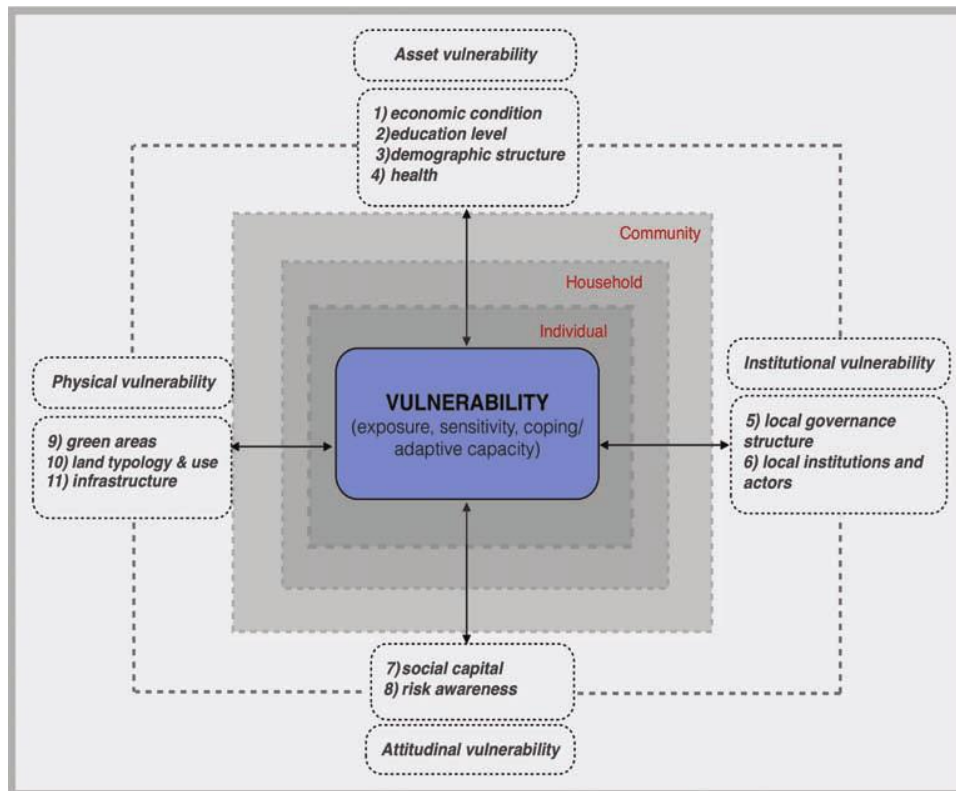 Asset vulnerability
1) economic condition
2)education level
3)demographic structure
4) health
Community
Household
Individual
Physical vulnerability
9) green areas
10) land typology & use
11) infrastructure
VULNERABILITY
(exposure, sensitivity, coping/
adaptive capacity)
Institutional vulnerability
5) local governance
structure
6) local institutions and
actors
7)social capital
8) risk awareness
Attitudinal vulnerability